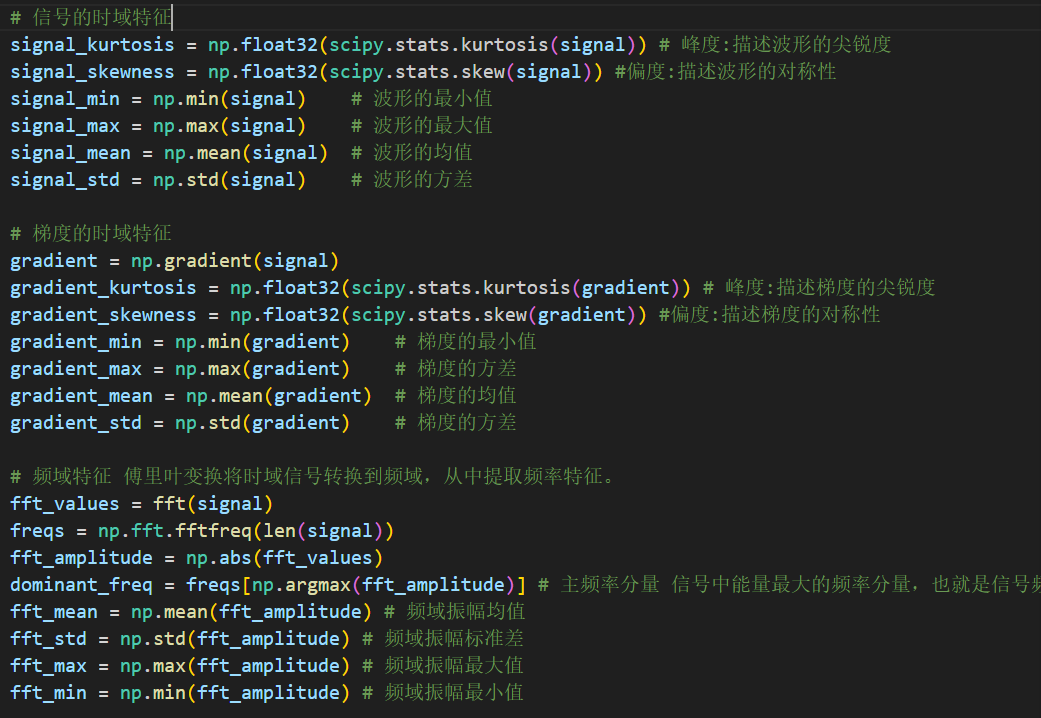 # 信号的时域特征
signal_kurtosis = np.float32(scipy.stats.kurtosis(signal)) # 峰度:描述波形的尖锐度
signal_skewness = np.float32(scipy.stats.skew(signal)) #偏度:描述波形的对称性
signal_min = np.min(signal)    # 波形的最小值
signal_max = np.max(signal)    # 波形的最大值
signal_mean = np.mean(signal)  # 波形的均值
signal_std = np.std(signal)    # 波形的方差
# 梯度的时域特征
gradient = np.gradient(signal)
gradient_kurtosis = np.float32(scipy.stats.kurtosis(gradient)) # 峰度:描述梯度的尖锐度
gradient_skewness = np.float32(scipy.stats.skew(gradient)) #偏度:描述梯度的对称性
gradient_min = np.min(gradient)    # 梯度的最小值
gradient_max = np.max(gradient)    # 梯度的方差
gradient_mean = np.mean(gradient)  # 梯度的均值
gradient_std = np.std(gradient)    # 梯度的方差
# 频域特征 傅里叶变换将时域信号转换到频域，从中提取频率特征。
fft_values = fft(signal)
freqs = np.fft.fftfreq(len(signal))
fft_amplitude = np.abs(fft_values)
dominant_freq = freqs[np.argmax(fft_amplitude)] # 主频率分量 信号中能量最大的频率分量，也就是信号频
fft_mean = np.mean(fft_amplitude) # 频域振幅均值
fft_std = np.std(fft_amplitude) # 频域振幅标准差
fft_max = np.max(fft_amplitude) # 频域振幅最大值
fft_min = np.min(fft_amplitude) # 频域振幅最小值